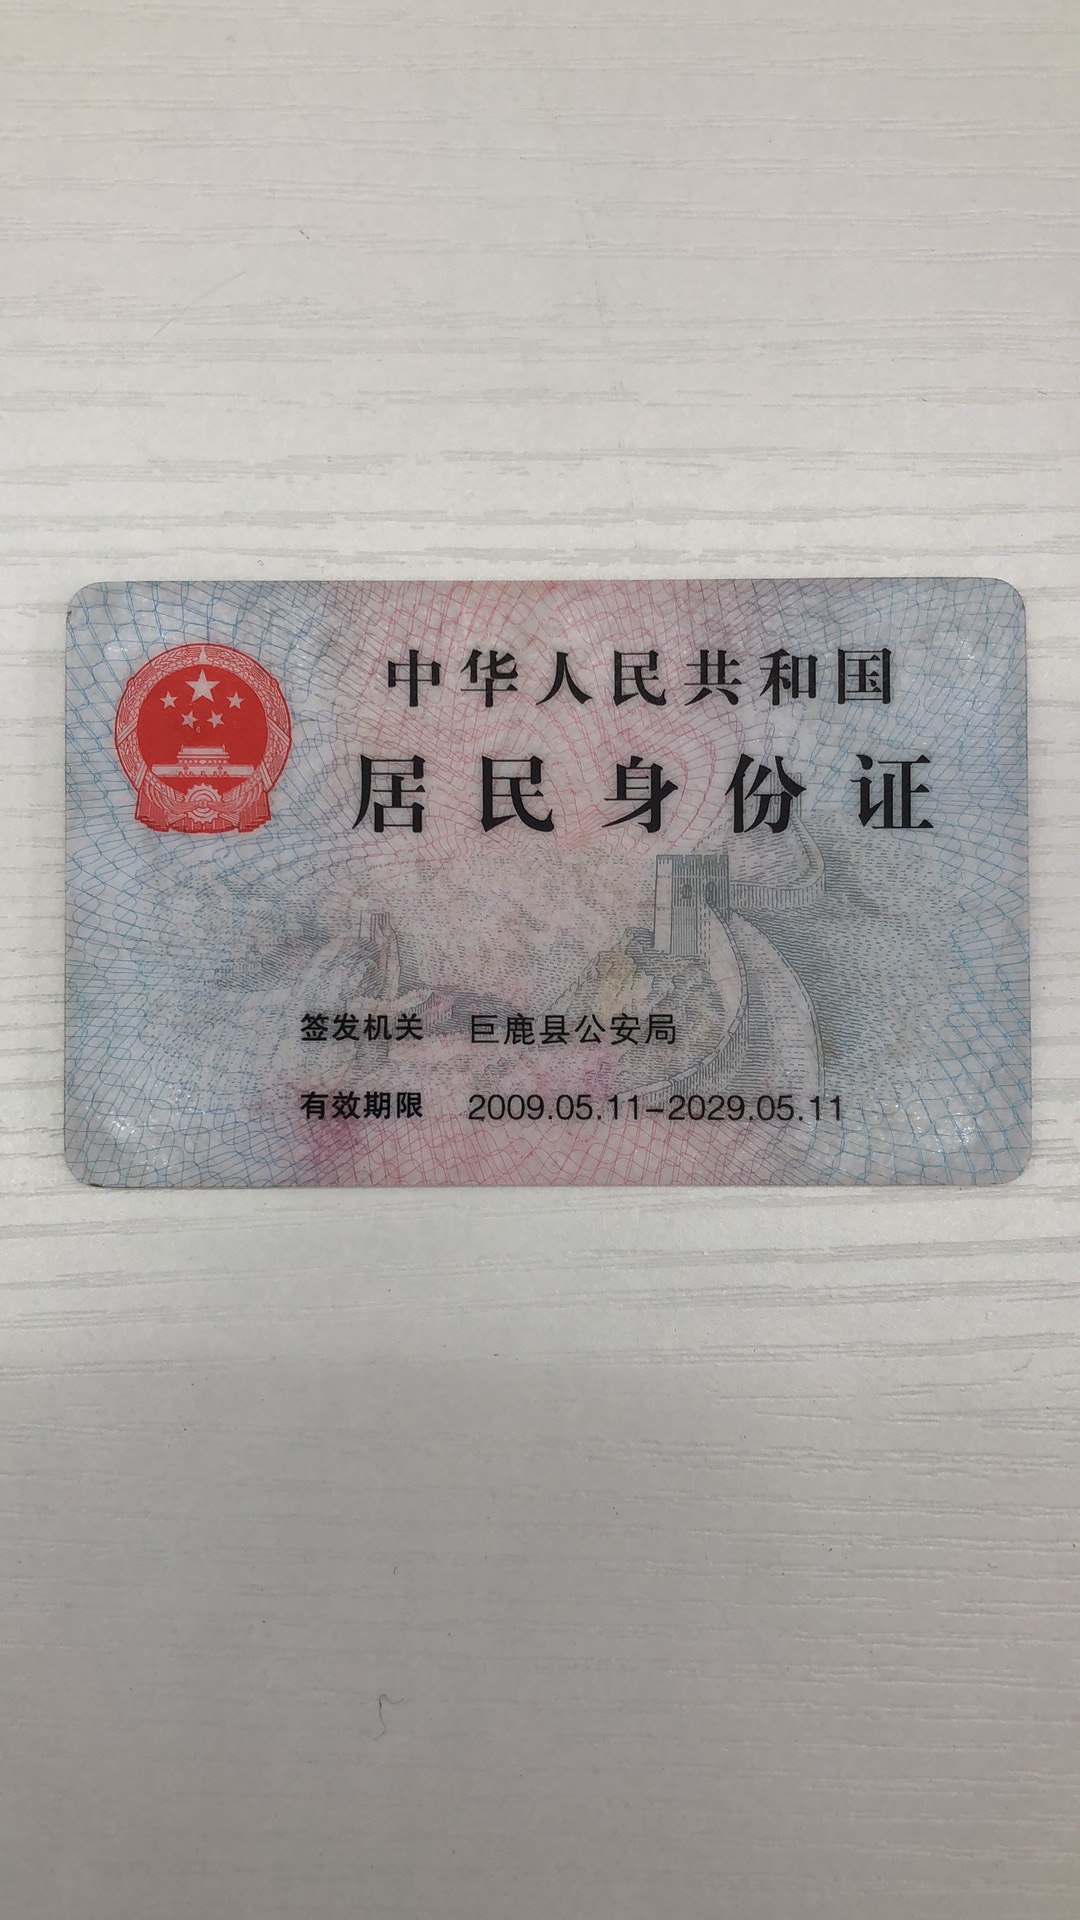 中华人民共和国
居民身份证
签发机关 巨鹿县公安局
有效期限 2009.05.11-2029.05.11